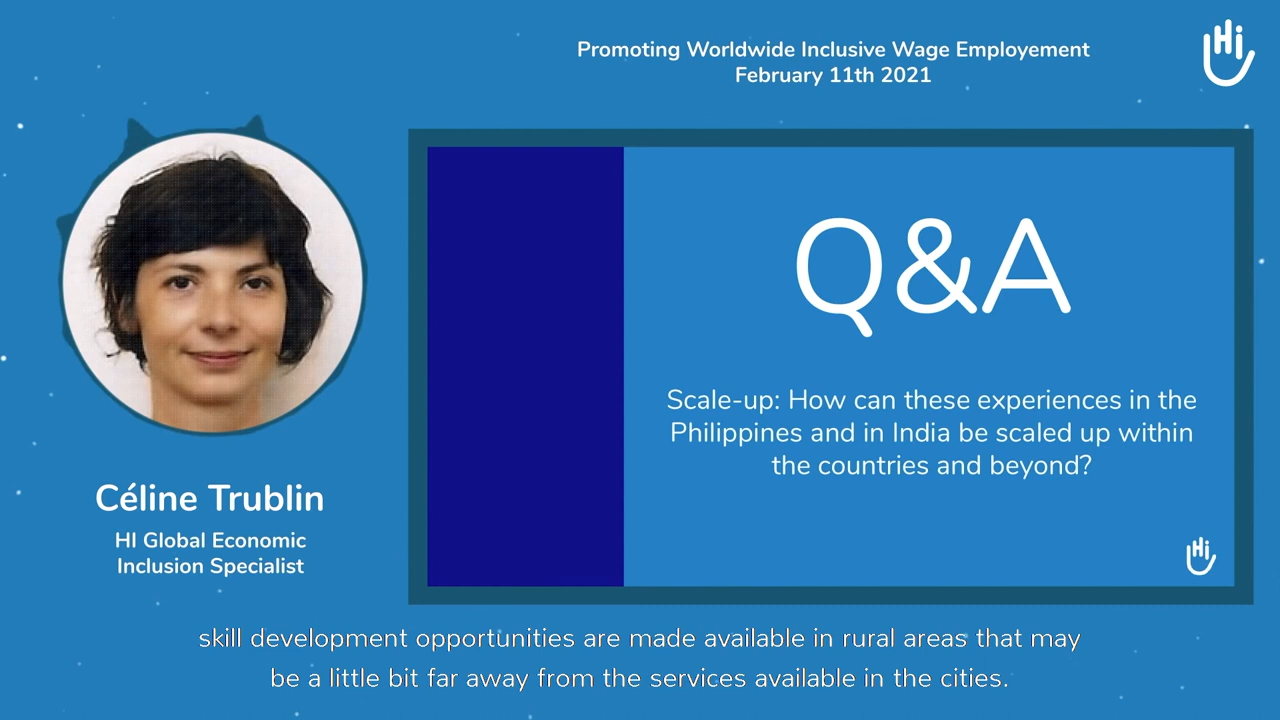 Promoting Worldwide Inclusive Wage Employement
February 11th 2021
Hi
Q&A
Scale-up: How can these experiences in the
Philippines and in India be scaled up within
the countries and beyond?
Hi
Céline Trublin
HI Global Economic
Inclusion Specialist
skill development opportunities are made available in rural areas that may
be a little bit far away from the services available in the cities.